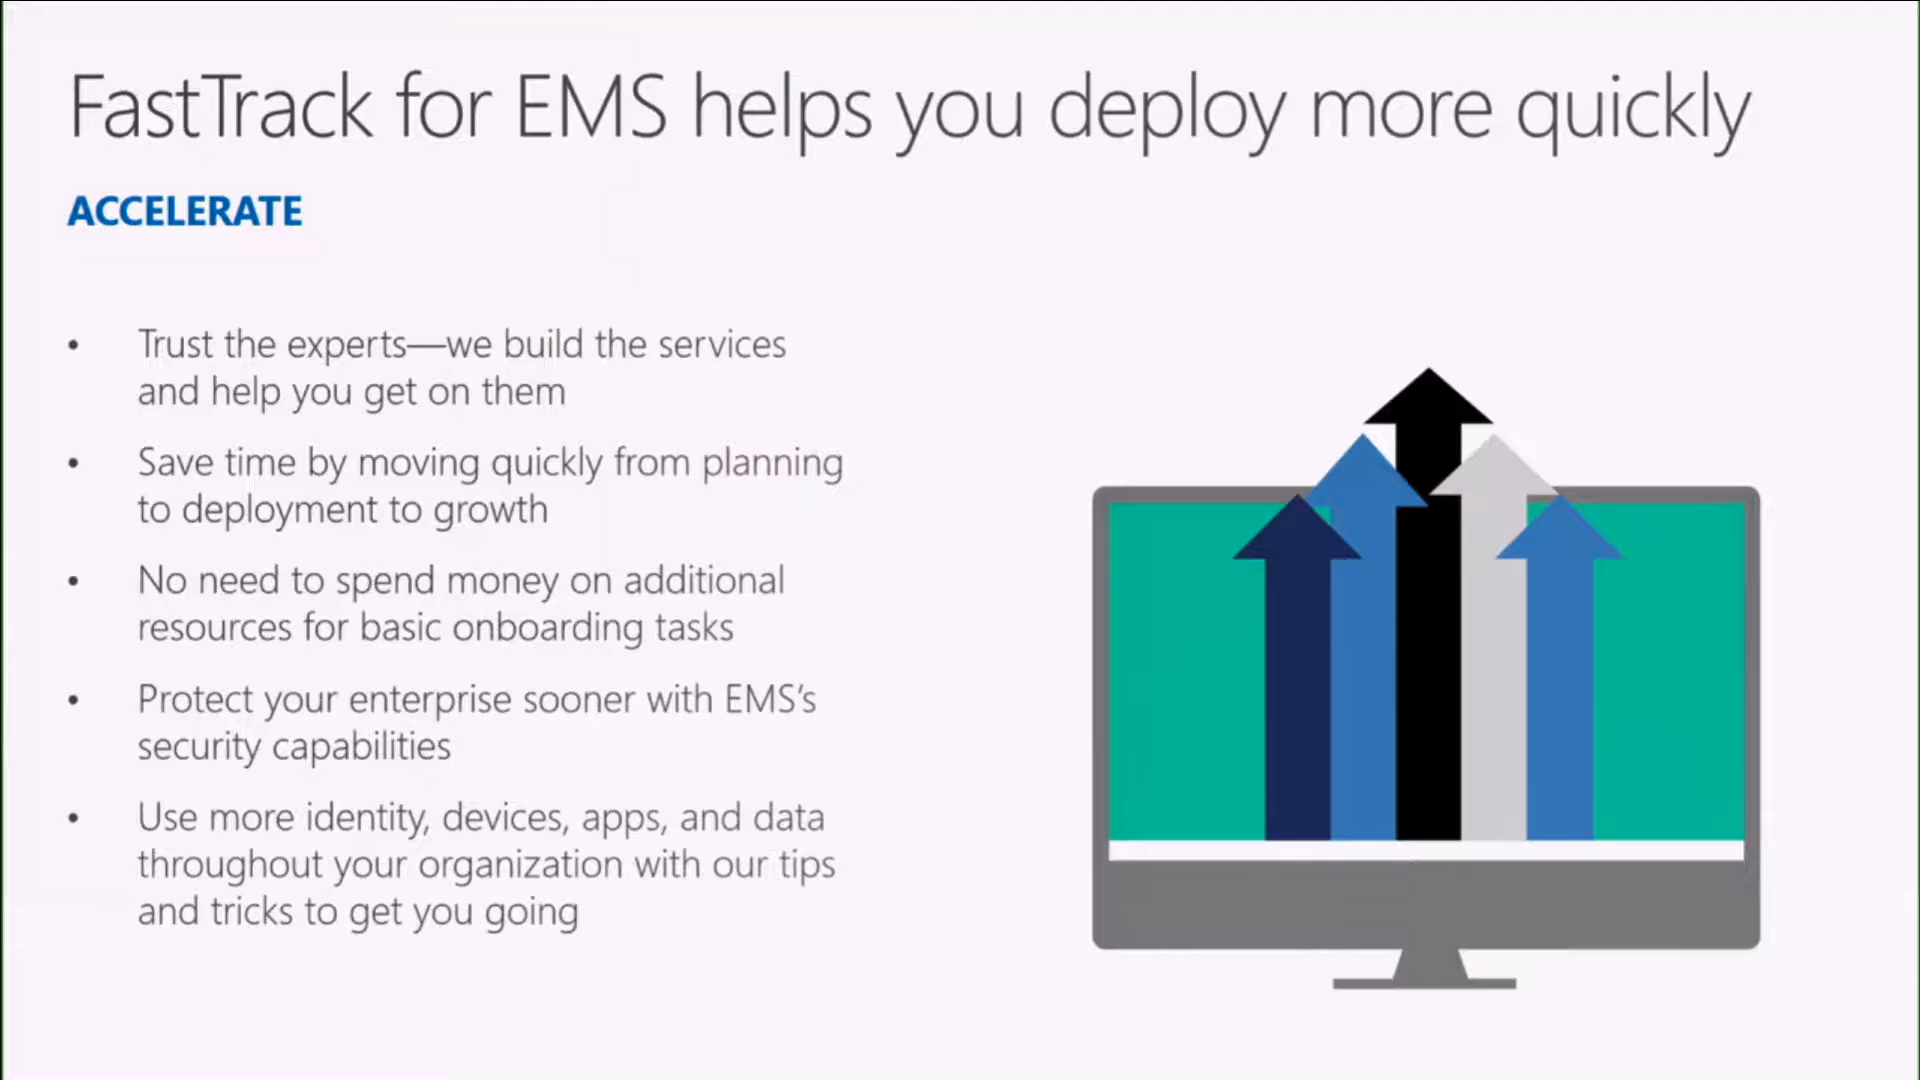 FastTrack for EMS helps you deploy more quickly
ACCELERATE
• Trust the experts—we build the services
and help you get on them
• Save time by moving quickly from planning
to deployment to growth
• No need to spend money on additional
resources for basic onboarding tasks
• Protect your enterprise sooner with EMS’s
security capabilities
• Use more identity, devices, apps, and data
throughout your organization with our tips
and tricks to get you going